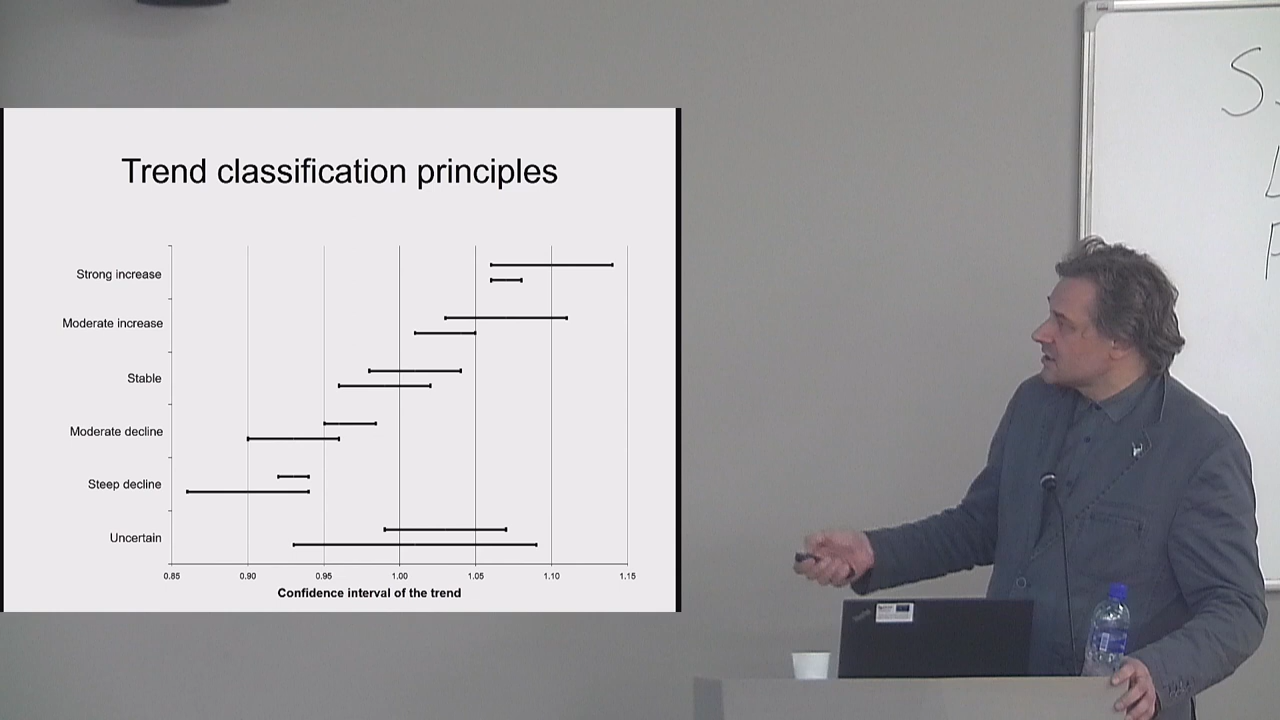 Trend classification principles
Strong increase
Moderate increase
Stable
Moderate decline
Steep decline
Uncertain
0.85 0.90 0.95 1.00 1.05 1.10 1.15
Confidence interval of the trend
S